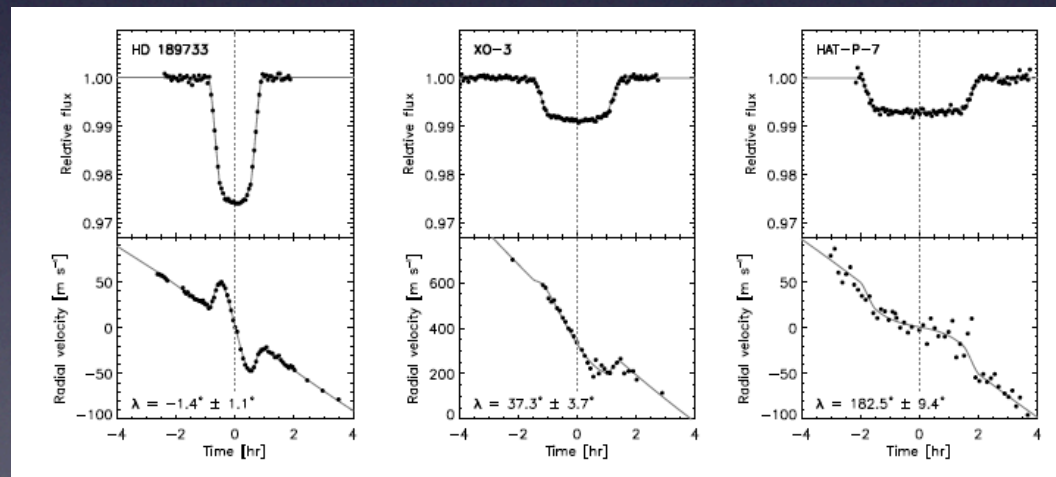 HD 189733
1.00
0.99
0.98
0.97
Relative flux
50
0
−50
−100
Radial velocity [m s⁻¹]
λ = −1.4° ± 1.1°
−4 −2 0 2 4
Time [hr]
XO-3
1.00
0.99
0.98
0.97
Relative flux
600
400
200
0
Radial velocity [m s⁻¹]
λ = 37.3° ± 3.7°
−4 −2 0 2 4
Time [hr]
HAT-P-7
1.00
0.99
0.98
0.97
Relative flux
50
0
−50
−100
Radial velocity [m s⁻¹]
λ = 182.5° ± 9.4°
−4 −2 0 2 4
Time [hr]